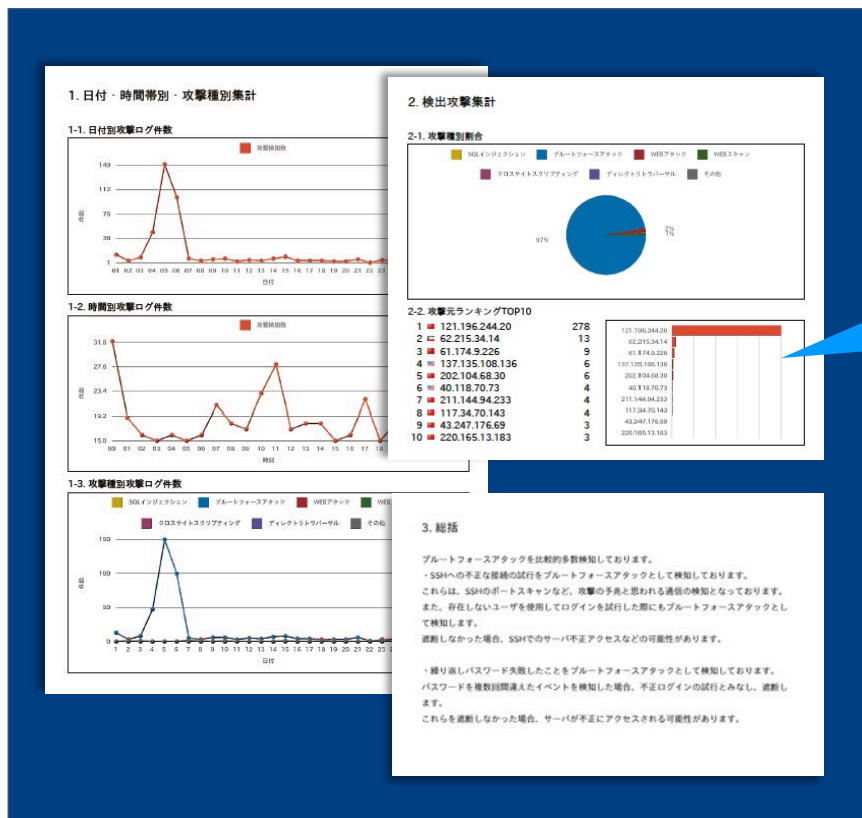 1. 日付・時間帯別・攻撃種別集計
1-1. 日付別攻撃ログ件数
攻撃検知数
149
112
75
38
1
件数
01 02 03 04 05 06 07 08 09 10 11 12 13 14 15 16 17 18 19 20 21 22 23
日付
1-2. 時間別攻撃ログ件数
攻撃検知数
31.8
27.6
23.4
19.2
15.0
件数
00 01 02 03 04 05 06 07 08 09 10 11 12 13 14 15 16 17 18
時間
1-3. 攻撃種別攻撃ログ件数
SQLインジェクション ブルートフォースアタック WEBアタック
クロスサイトスクリプティング ディレクトリトラバーサル その他
150
100
50
0
件数
1 2 3 4 5 6 7 8 9 10 11 12 13 14 15 16 17 18 19 20 21 22 23
日付
2. 検出攻撃集計
2-1. 攻撃種別割合
SQLインジェクション ブルートフォースアタック WEBアタック WEBスキャン
クロスサイトスクリプティング ディレクトリトラバーサル その他
97%
2%
1%
2-2. 攻撃元ランキングTOP10
1 121.196.244.20 278
2 62.215.34.14 13
3 61.174.9.226 9
4 137.135.108.136 6
5 202.104.68.30 6
6 40.118.70.73 4
7 211.144.94.233 4
8 117.34.70.143 4
9 43.247.176.69 3
10 220.165.13.183 3
121.196.244.20
62.215.34.14
61.174.9.226
137.135.108.136
202.104.68.30
40.118.70.73
211.144.94.233
117.34.70.143
43.247.176.69
220.165.13.183
3. 総括
ブルートフォースアタックを比較的多数検知しております。
・SSHへの不正な接続の試行をブルートフォースアタックとして検知しております。
これらは、SSHのポートスキャンなど、攻撃の予兆と思われる通信の検知となっております。
また、存在しないユーザを使用してログインを試行した際にもブルートフォースアタックとし
て検知します。
遮断しなかった場合、SSHでのサーバ不正アクセスなどの可能性があります。
・繰り返しパスワード失敗したことをブルートフォースアタックとして検知しております。
パスワードを複数回間違えたイベントを検知した場合、不正ログインの試行とみなし、遮断し
ます。
これらを遮断しなかった場合、サーバが不正にアクセスされる可能性があります。